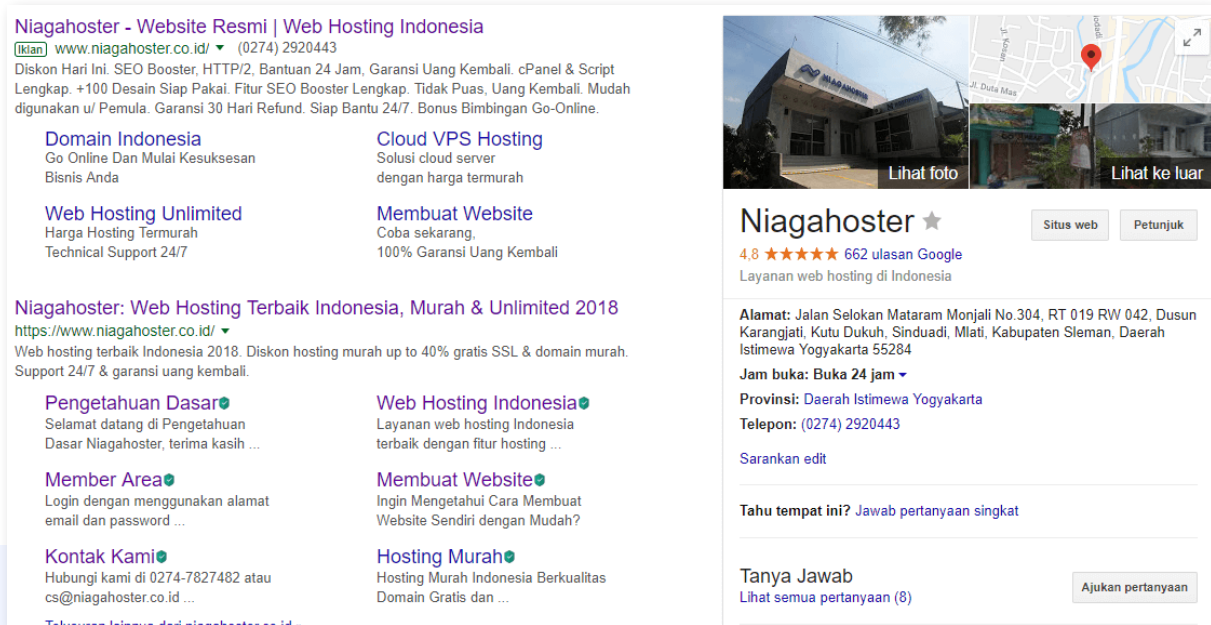 Niagahoster - Website Resmi | Web Hosting Indonesia
Iklan www.niagahoster.co.id/ (0274) 2920443
Diskon Hari Ini. SEO Booster, HTTP/2, Bantuan 24 Jam, Garansi Uang Kembali. cPanel & Script
Lengkap. +100 Desain Siap Pakai. Fitur SEO Booster Lengkap. Tidak Puas, Uang Kembali. Mudah
digunakan u/ Pemula. Garansi 30 Hari Refund. Siap Bantu 24/7. Bonus Bimbingan Go-Online.
Domain Indonesia
Go Online Dan Mulai Kesuksesan
Bisnis Anda
Cloud VPS Hosting
Solusi cloud server
dengan harga termurah
Web Hosting Unlimited
Harga Hosting Termurah
Technical Support 24/7
Membuat Website
Coba sekarang,
100% Garansi Uang Kembali
Niagahoster: Web Hosting Terbaik Indonesia, Murah & Unlimited 2018
https://www.niagahoster.co.id/
Web hosting terbaik Indonesia 2018. Diskon hosting murah up to 40% gratis SSL & domain murah.
Support 24/7 & garansi uang kembali.
Pengetahuan Dasar
Selamat datang di Pengetahuan
Dasar Niagahoster, terima kasih ...
Web Hosting Indonesia
Layanan web hosting Indonesia
terbaik dengan fitur hosting ...
Member Area
Login dengan menggunakan alamat
email dan password ...
Membuat Website
Ingin Mengetahui Cara Membuat
Website Sendiri dengan Mudah?
Kontak Kami
Hubungi kami di 0274-7827482 atau
cs@niagahoster.co.id ...
Hosting Murah
Hosting Murah Indonesia Berkualitas
Domain Gratis dan ...
NIAGAHOSTER
Lihat foto
Jl. Duta Mas
Lihat ke luar
Niagahoster
Situs web
Petunjuk
4,8 662 ulasan Google
Layanan web hosting di Indonesia
Alamat: Jalan Selokan Mataram Monjali No.304, RT 019 RW 042, Dusun
Karangjati, Kutu Dukuh, Sinduadi, Mlati, Kabupaten Sleman, Daerah
Istimewa Yogyakarta 55284
Jam buka: Buka 24 jam
Provinsi: Daerah Istimewa Yogyakarta
Telepon: (0274) 2920443
Sarankan edit
Tahu tempat ini? Jawab pertanyaan singkat
Tanya Jawab
Lihat semua pertanyaan (8)
Ajukan pertanyaan